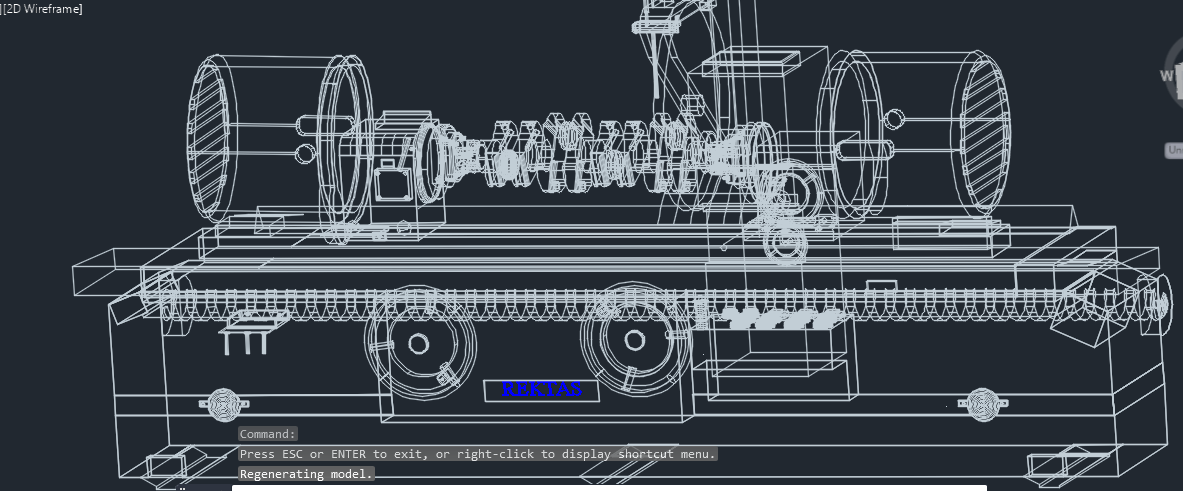 ][2D Wireframe]
W
REKTAS
Command:
Press ESC or ENTER to exit, or right-click to display shortcut menu.
Regenerating model.